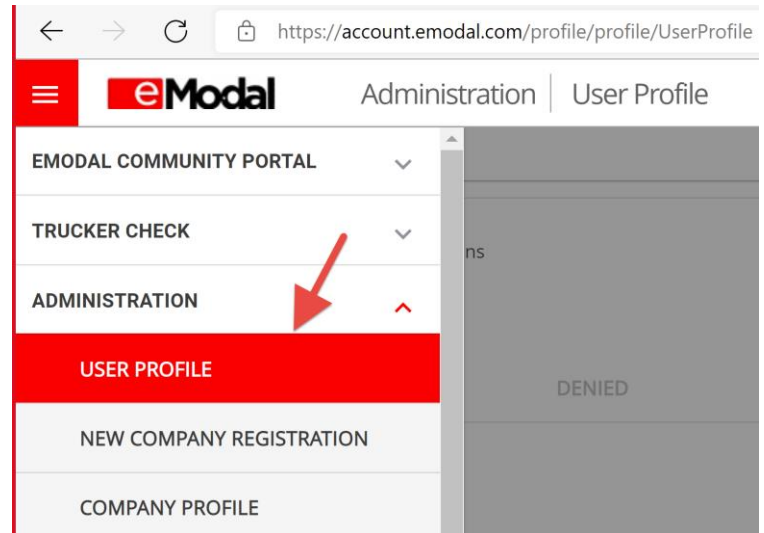 https://account.emodal.com/profile/profile/UserProfile
eModal Administration User Profile
EMODAL COMMUNITY PORTAL
TRUCKER CHECK
ns
ADMINISTRATION
USER PROFILE
DENIED
NEW COMPANY REGISTRATION
COMPANY PROFILE